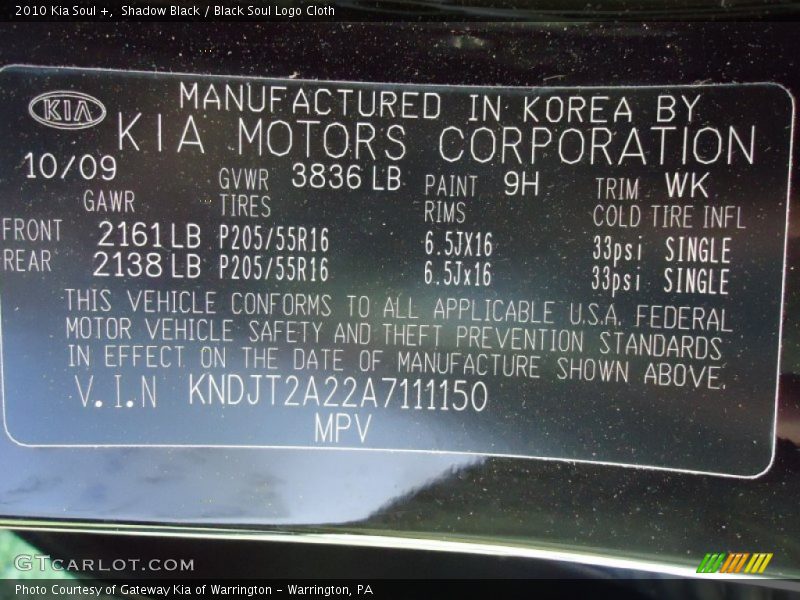 2010 Kia Soul +,  Shadow Black / Black Soul Logo Cloth
KIA
MANUFACTURED IN KOREA BY
KIA MOTORS CORPORATION
10/09 GVWR 3836 LB PAINT 9H TRIM WK
GAWR TIRES RIMS COLD TIRE INFL
FRONT 2161 LB P205/55R16 6.5JX16 33psi SINGLE
REAR 2138 LB P205/55R16 6.5Jx16 33psi SINGLE
THIS VEHICLE CONFORMS TO ALL APPLICABLE U.S.A. FEDERAL
MOTOR VEHICLE SAFETY AND THEFT PREVENTION STANDARDS
IN EFFECT ON THE DATE OF MANUFACTURE SHOWN ABOVE.
V.I.N KNDJT2A22A7111150
MPV
GTCARLOT.COM
Photo Courtesy of Gateway Kia of Warrington - Warrington, PA